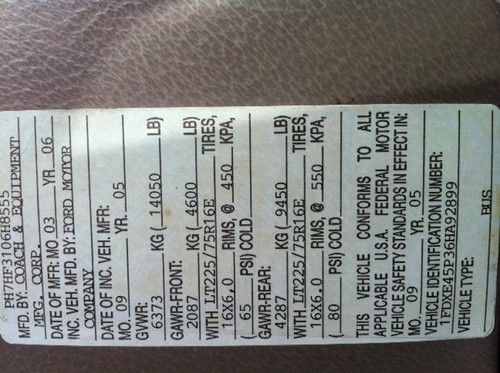 PH7HF3106H8555
MFD. BY: COACH & EQUIPMENT
MFG. CORP.
DATE OF MFR: MO 03 YR 06
INC. VEH. MFD. BY: FORD MOTOR
COMPANY
DATE OF INC. VEH. MFR:
MO. 09 YR. 05
GVWR:
6373 KG ( 14050 LB)
GAWR-FRONT:
2087 KG ( 4600 LB)
WITH LT225/75R16E TIRES,
16X6.0 RIMS, @ 450 KPA,
( 65 PSI) COLD
GAWR-REAR:
4287 KG ( 9450 LB)
WITH LT225/75R16E TIRES,
16X6.0 RIMS, @ 550 KPA,
( 80 PSI) COLD.
THIS VEHICLE CONFORMS TO ALL
APPLICABLE U.S.A. FEDERAL MOTOR
VEHICLE SAFETY STANDARDS IN EFFECT IN:
MO. 09 YR. 05
VEHICLE IDENTIFICATION NUMBER:
1FDXE45P36HA92899
VEHICLE TYPE:
BUS